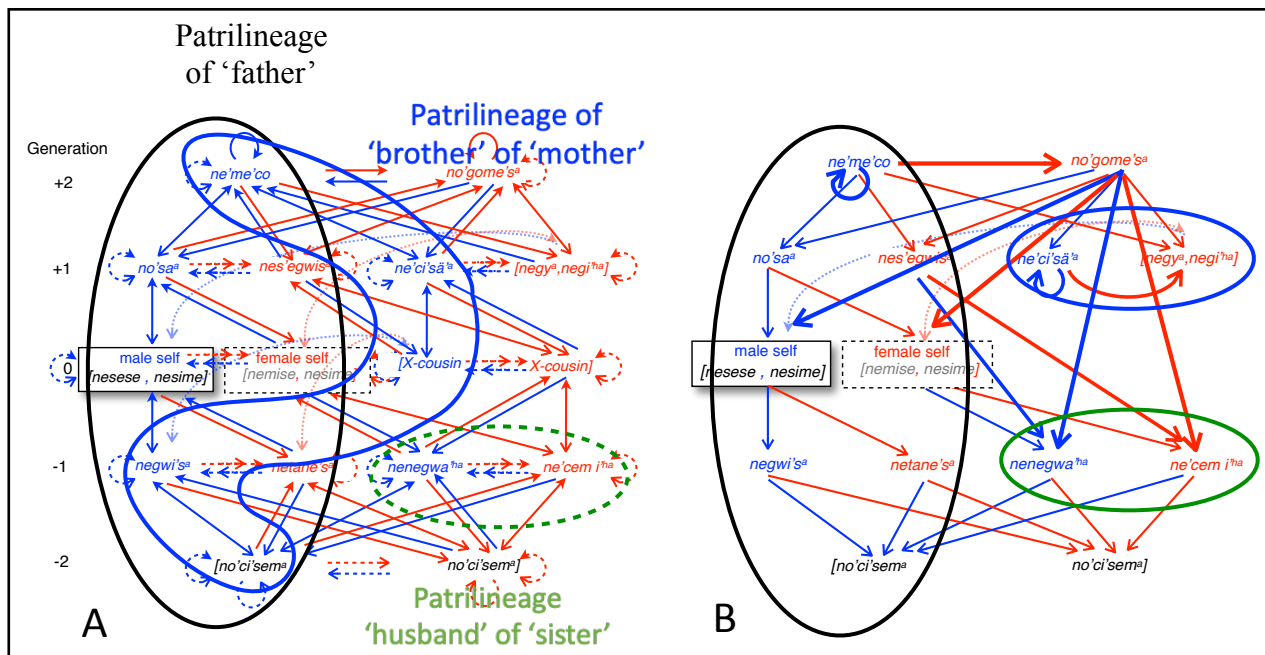 Patrilineage
of ‘father’
Patrilineage of
‘brother’ of ‘mother’
Generation
+2
ne’me’co
no’gome’sᵃ
+1
no’saᵃ
nes’egwisᵃ
ne’ci’sä’ᵃ
[negyᵃ,negi’ʰᵃ]
0
male self
[nesese , nesime]
female self
[nemise, nesime]
[X-cousin
X-cousin]
-1
negwi’sᵃ
netane’sᵃ
nenegwa’ʰᵃ
ne’cem i’ʰᵃ
-2
[no’ci’semᵃ
no’ci’semᵃ]
Patrilineage
‘husband’ of ‘sister’
A
ne’me’co
no’gome’sᵃ
no’saᵃ
nes’egwisᵃ
ne’ci’sä’ᵃ
[negyᵃ,negi’ʰᵃ]
male self
[nesese , nesime]
female self
[nemise, nesime]
negwi’sᵃ
netane’sᵃ
nenegwa’ʰᵃ
ne’cem i’ʰᵃ
[no’ci’semᵃ
no’ci’semᵃ]
B